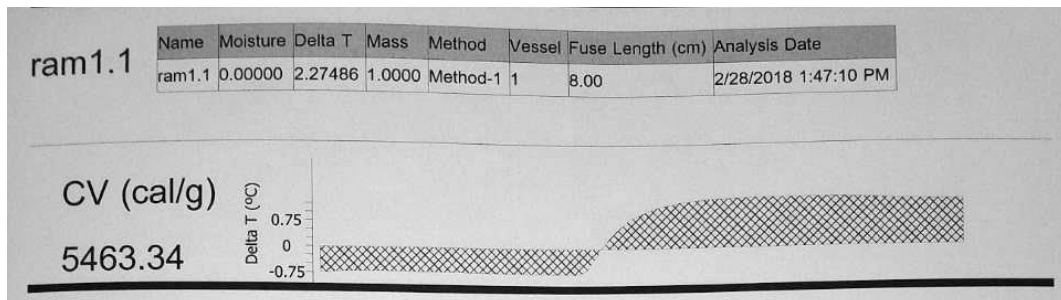 ram1.1
Name Moisture Delta T Mass Method Vessel Fuse Length (cm) Analysis Date
ram1.1 0.00000 2.27486 1.0000 Method-1 1 8.00 2/28/2018 1:47:10 PM
CV (cal/g)
5463.34
Delta T (ºC)
0.75
0
-0.75